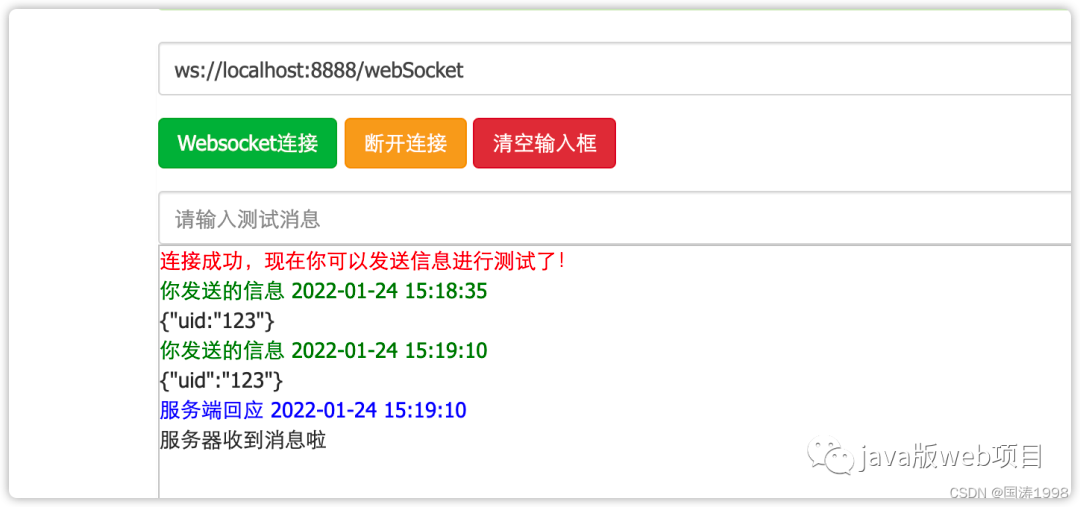 ws://localhost:8888/webSocket
Websocket连接 断开连接 清空输入框
请输入测试消息
连接成功，现在你可以发送信息进行测试了！
你发送的信息 2022-01-24 15:18:35
{"uid:"123"}
你发送的信息 2022-01-24 15:19:10
{"uid":"123"}
服务端回应 2022-01-24 15:19:10
服务器收到消息啦
java版web项目
CSDN @国涛1998